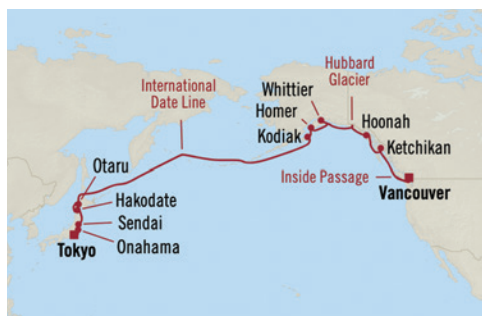 Hubbard
Glacier
Whittier
International
Date Line
Homer
Hoonah
Kodiak
Ketchikan
Otaru
Inside Passage
Hakodate
Vancouver
Sendai
Tokyo
Onahama